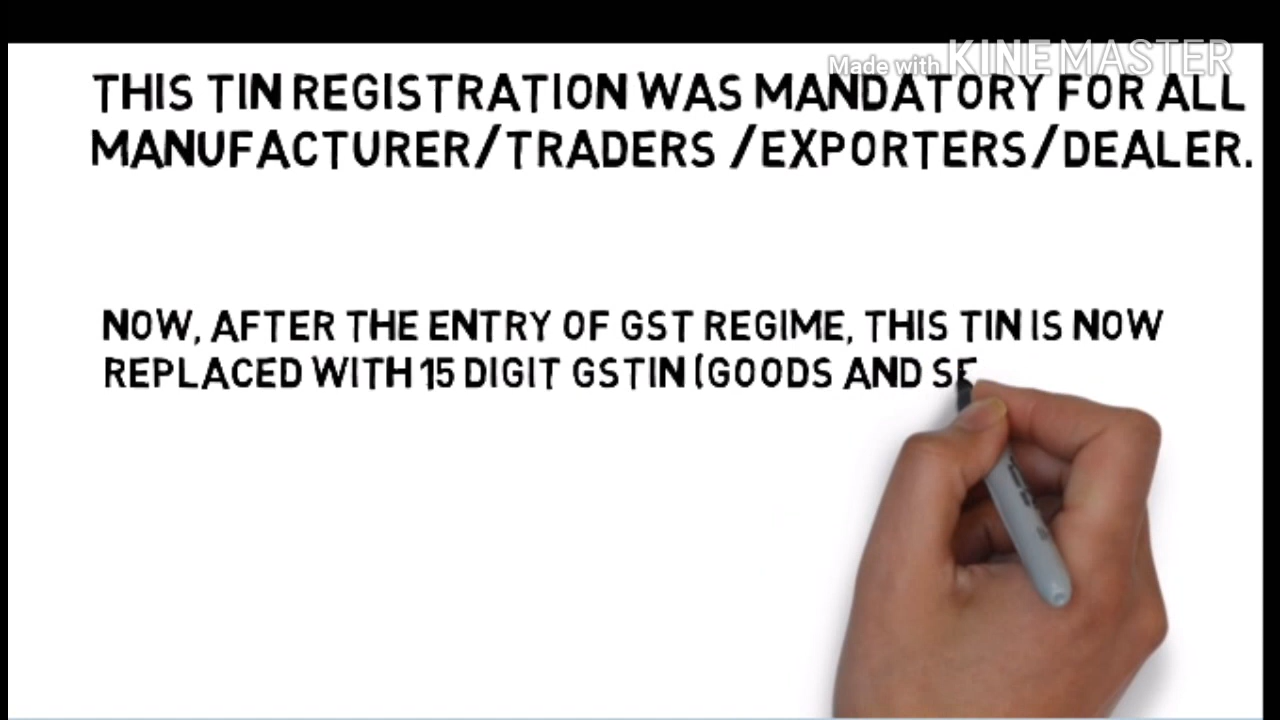 Made with KINEMASTER
THIS TIN REGISTRATION WAS MANDATORY FOR ALL
MANUFACTURER/TRADERS /EXPORTERS/DEALER.
NOW, AFTER THE ENTRY OF GST REGIME, THIS TIN IS NOW
REPLACED WITH 15 DIGIT GSTIN (GOODS AND SE